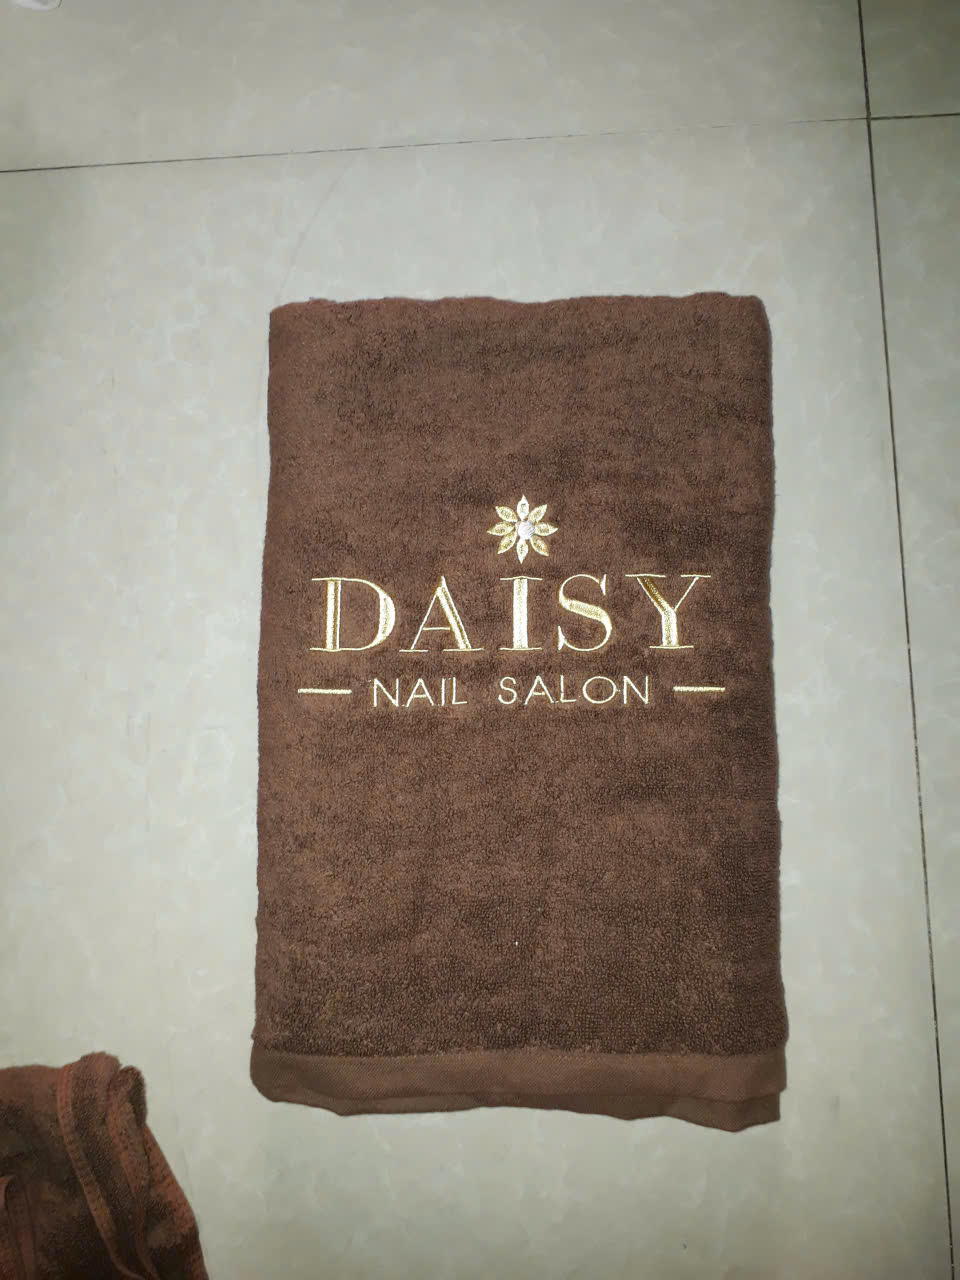 DAISY
— NAIL SALON —